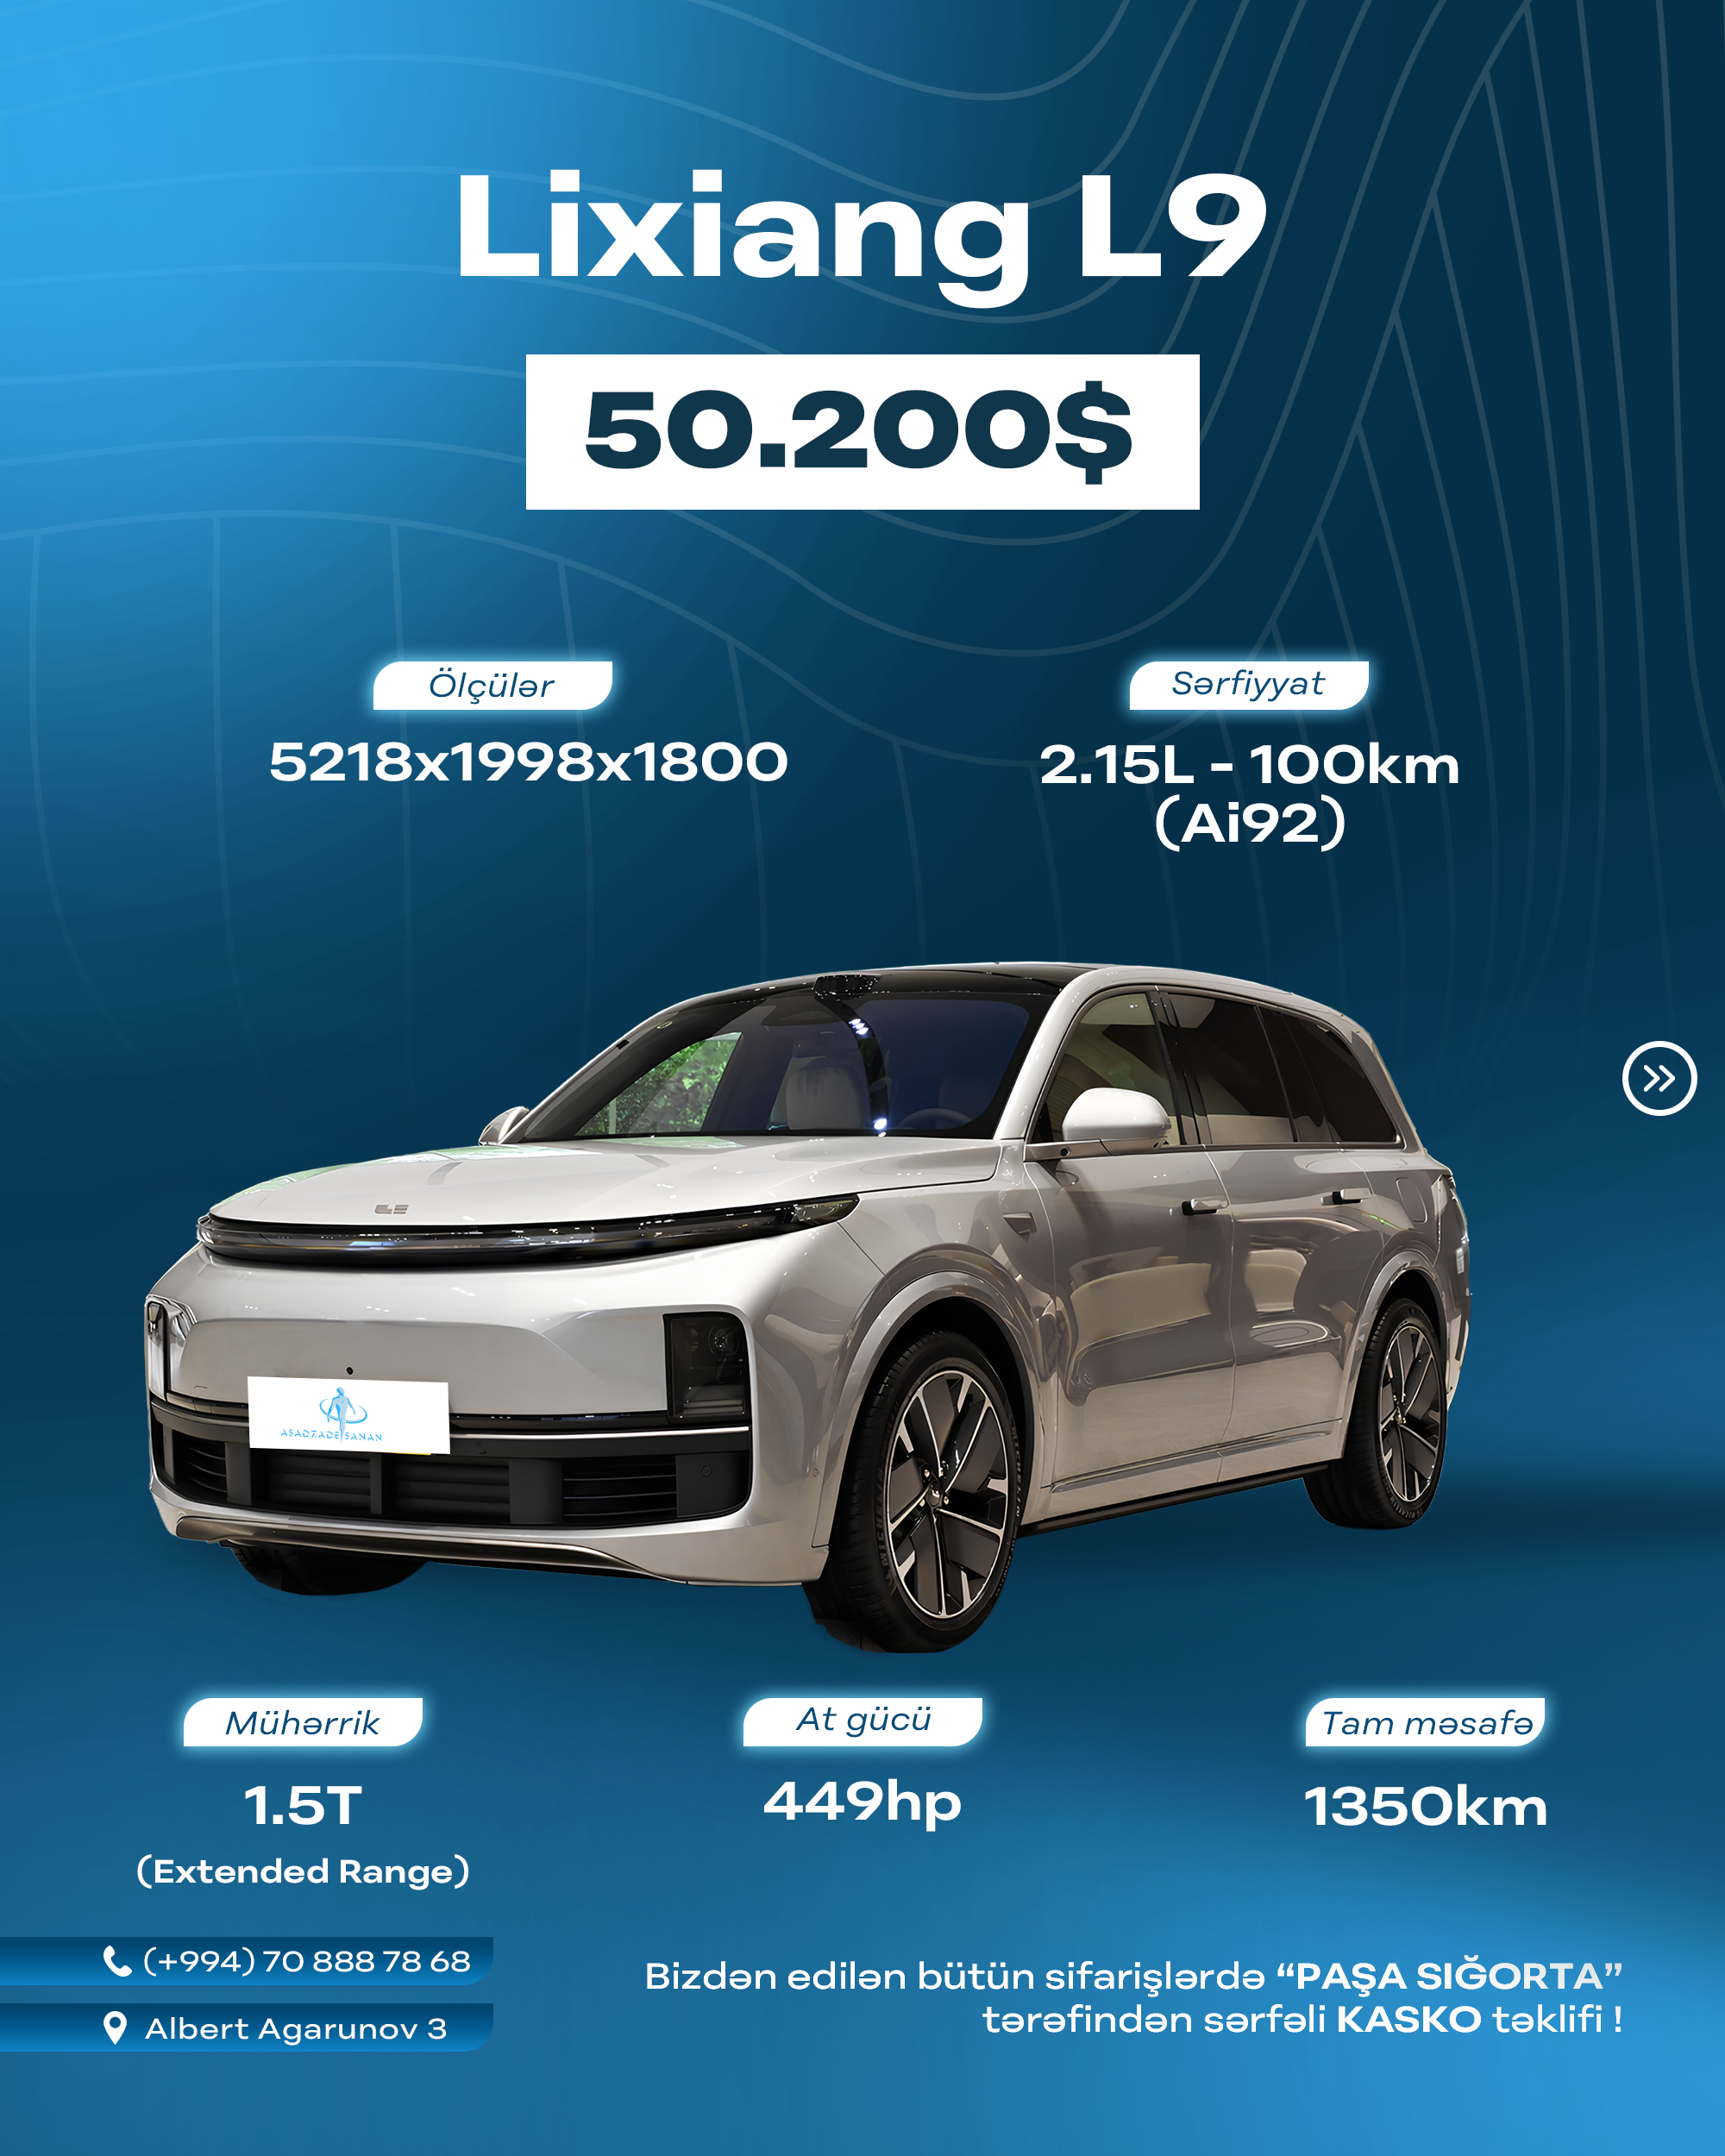 Lixiang L9
50.200$
Ölçülər
5218x1998x1800
Sərfiyyat
2.15L - 100km
(Ai92)
ASADZADE SANAN
Mühərrik
1.5T
(Extended Range)
At gücü
449hp
Tam məsafə
1350km
(+994) 70 888 78 68
Albert Agarunov 3
Bizdən edilən bütün sifarişlərdə “PAŞA SIĞORTA”
tərəfindən sərfəli KASKO təklifi !